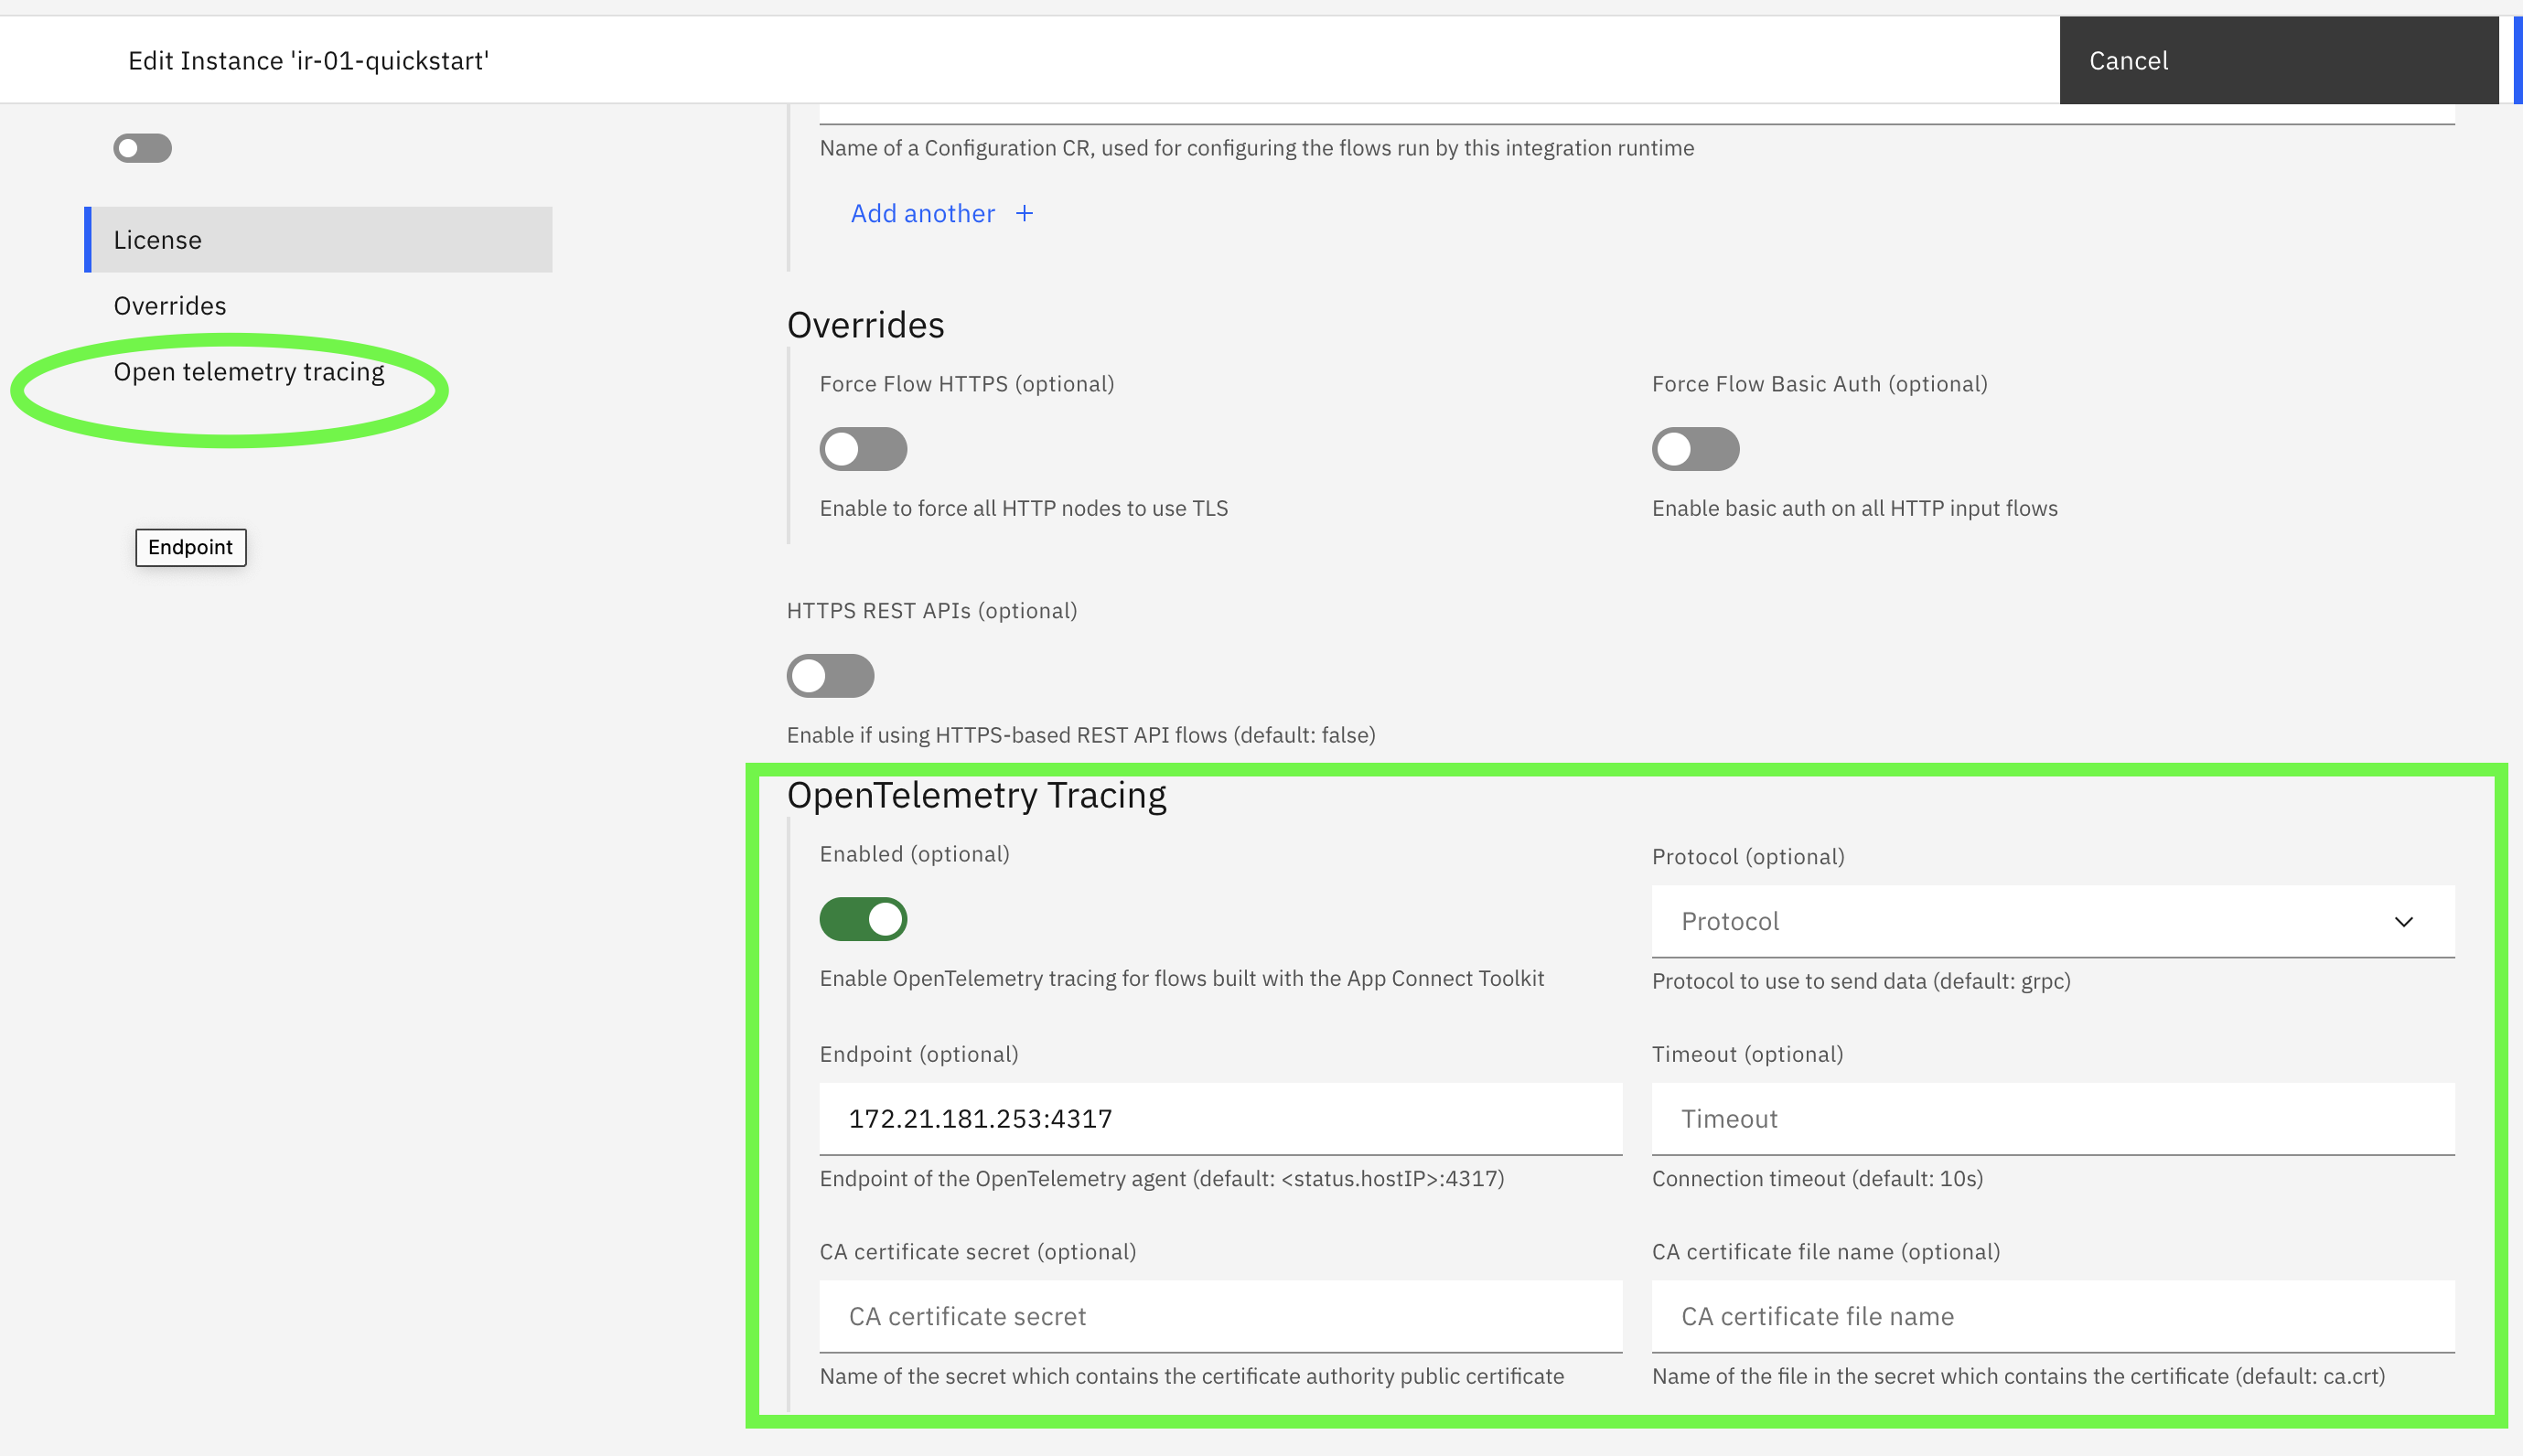 Edit Instance 'ir-01-quickstart'
Cancel
License
Overrides
Open telemetry tracing
Endpoint
Name of a Configuration CR, used for configuring the flows run by this integration runtime
Add another +
Overrides
Force Flow HTTPS (optional)
Force Flow Basic Auth (optional)
Enable to force all HTTP nodes to use TLS
Enable basic auth on all HTTP input flows
HTTPS REST APIs (optional)
Enable if using HTTPS-based REST API flows (default: false)
OpenTelemetry Tracing
Enabled (optional)
Protocol (optional)
Protocol
Enable OpenTelemetry tracing for flows built with the App Connect Toolkit
Protocol to use to send data (default: grpc)
Endpoint (optional)
Timeout (optional)
172.21.181.253:4317
Timeout
Endpoint of the OpenTelemetry agent (default: <status.hostIP>:4317)
Connection timeout (default: 10s)
CA certificate secret (optional)
CA certificate file name (optional)
CA certificate secret
CA certificate file name
Name of the secret which contains the certificate authority public certificate
Name of the file in the secret which contains the certificate (default: ca.crt)